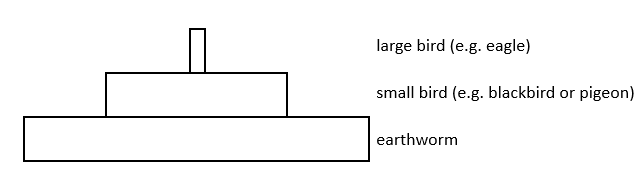 large bird (e.g. eagle)
small bird (e.g. blackbird or pigeon)
earthworm